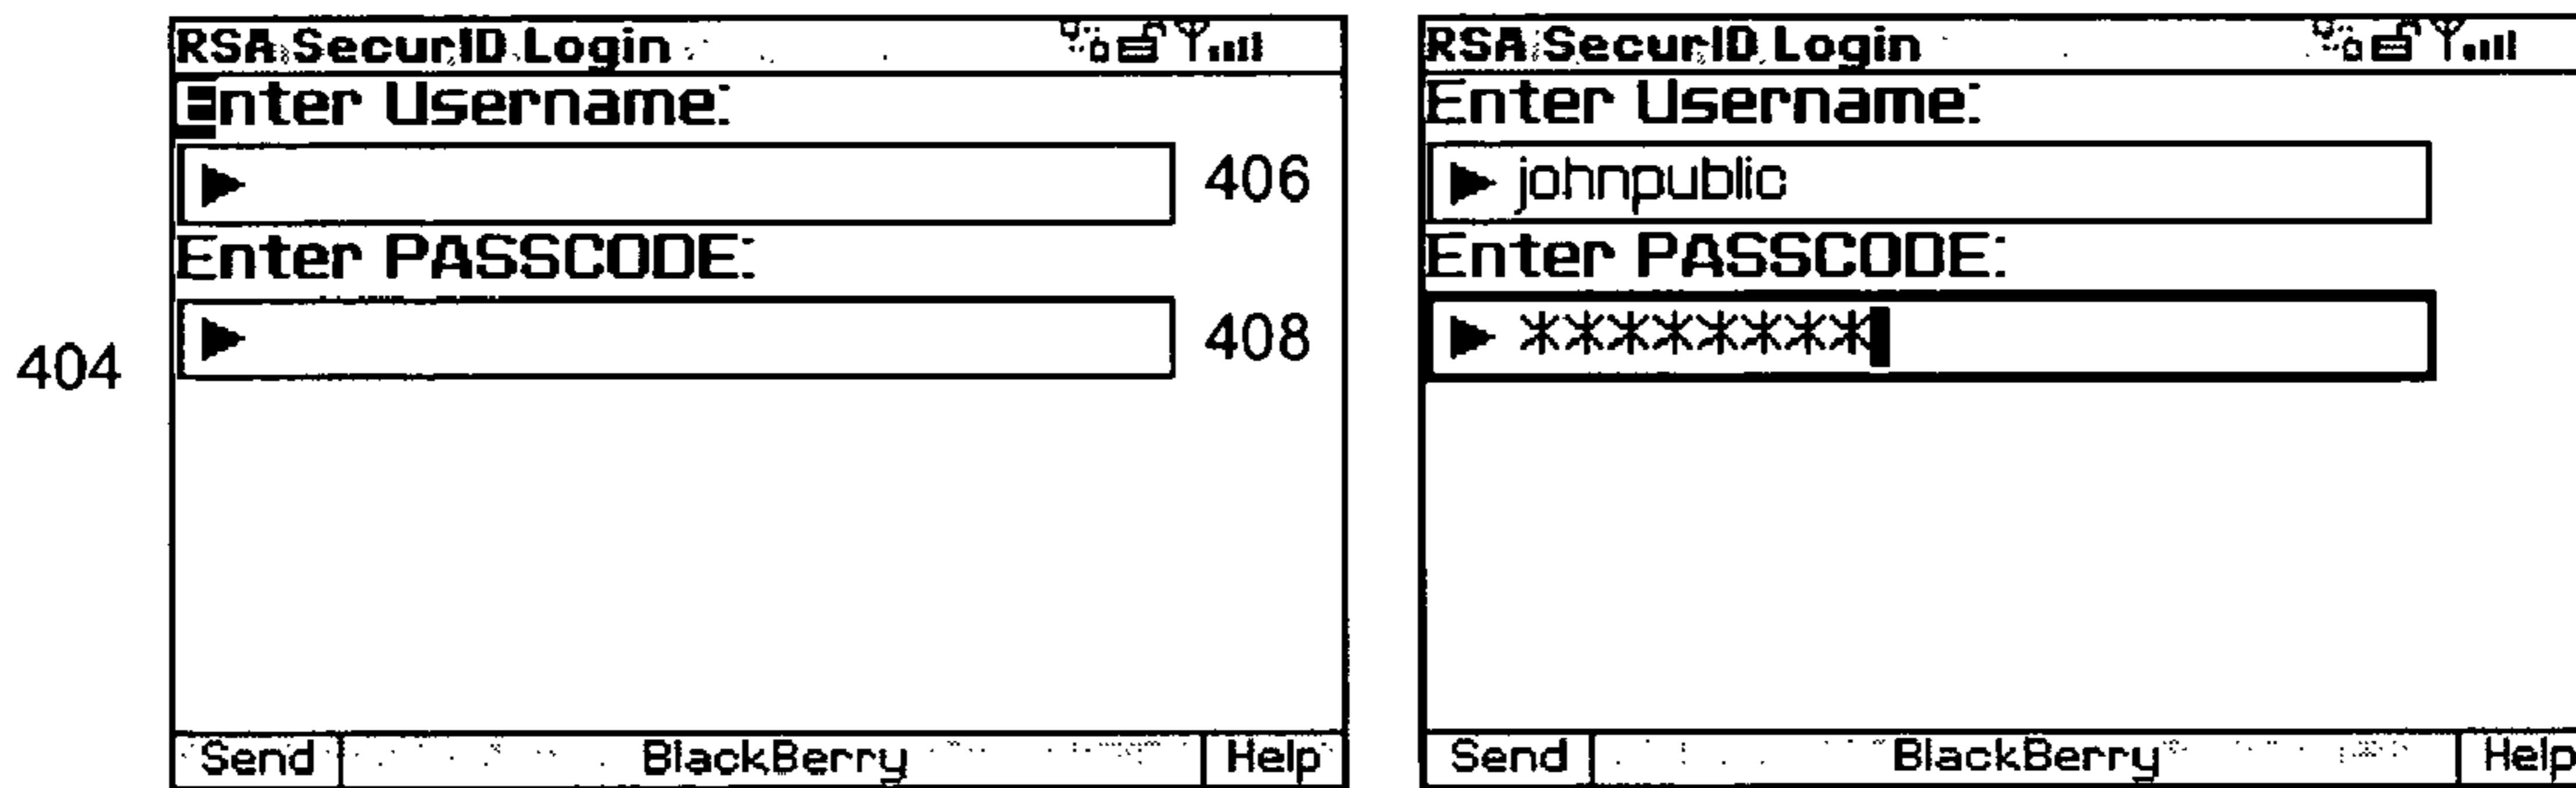 RSA SecurID Login
Enter Username:
406
Enter PASSCODE:
408
404
Send BlackBerry Help
RSA SecurID Login
Enter Username:
johnpublic
Enter PASSCODE:
********
Send BlackBerry Help